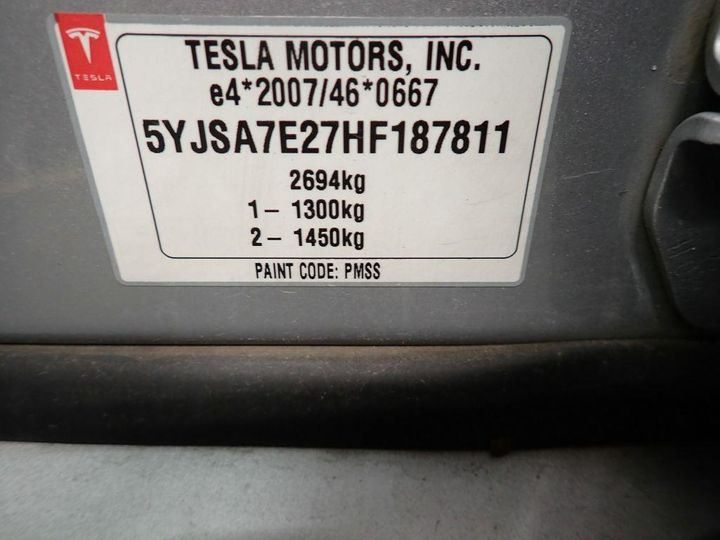 TESLA
TESLA MOTORS, INC.
e4*2007/46*0667
5YJSA7E27HF187811
2694kg
1- 1300kg
2- 1450kg
PAINT CODE: PMSS